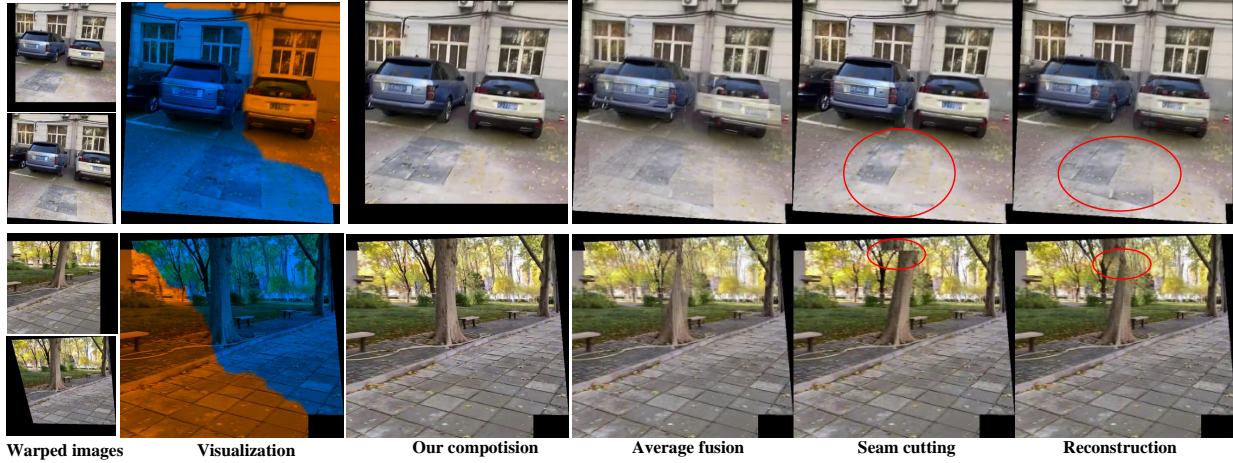 Warped images
Visualization
Our compotision
Average fusion
Seam cutting
Reconstruction